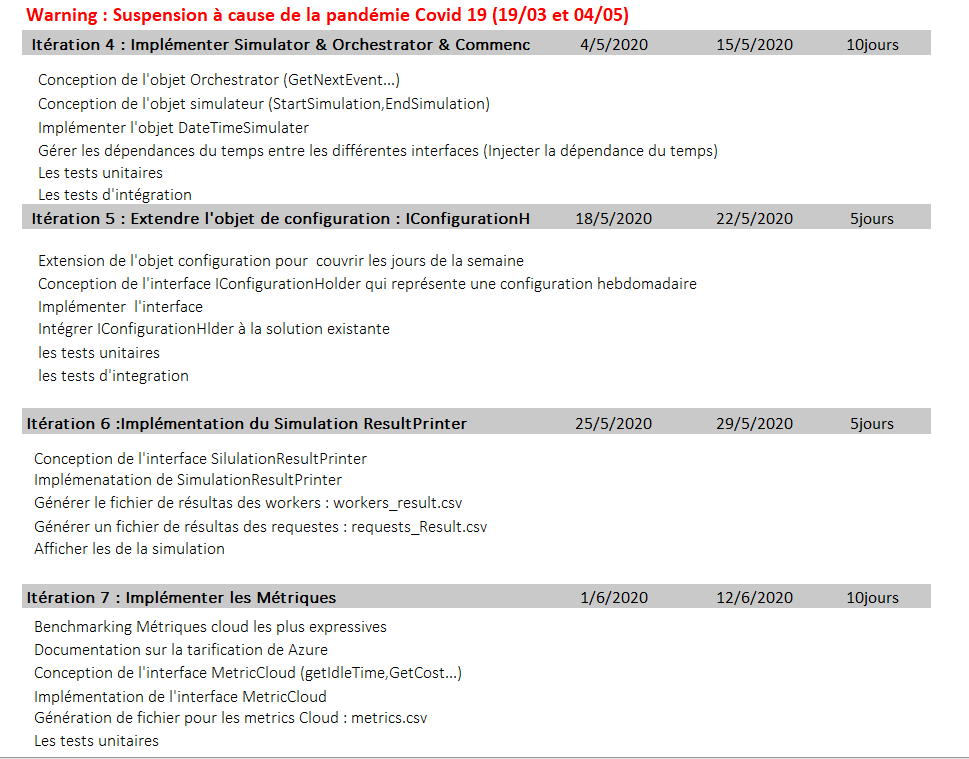 Warning : Suspension à cause de la pandémie Covid 19 (19/03 et 04/05)
Itération 4 : Implémenter Simulator & Orchestrator & Commenc 4/5/2020 15/5/2020 10jours
Conception de l'objet Orchestrator (GetNextEvent...)
Conception de l'objet simulateur (StartSimulation,EndSimulation)
Implémenter l'objet DateTimeSimulater
Gérer les dépendances du temps entre les différentes interfaces (Injecter la dépendance du temps)
Les tests unitaires
Les tests d'intégration
Itération 5 : Extendre l'objet de configuration : IConfigurationH 18/5/2020 22/5/2020 5jours
Extension de l'objet configuration pour couvrir les jours de la semaine
Conception de l'interface IConfigurationHolder qui représente une configuration hebdomadaire
Implémenter l'interface
Intégrer IConfigurationHlder à la solution existante
les tests unitaires
les tests d'integration
Itération 6 :Implémentation du Simulation ResultPrinter 25/5/2020 29/5/2020 5jours
Conception de l'interface SilulationResultPrinter
Implémenatation de SimulationResultPrinter
Générer le fichier de résultas des workers : workers_result.csv
Générer un fichier de résultas des requestes : requests_Result.csv
Afficher les de la simulation
Itération 7 : Implémenter les Métriques 1/6/2020 12/6/2020 10jours
Benchmarking Métriques cloud les plus expressives
Documentation sur la tarification de Azure
Conception de l'interface MetricCloud (getIdleTime,GetCost...)
Implémentation de l'interface MetricCloud
Génération de fichier pour les metrics Cloud : metrics.csv
Les tests unitaires